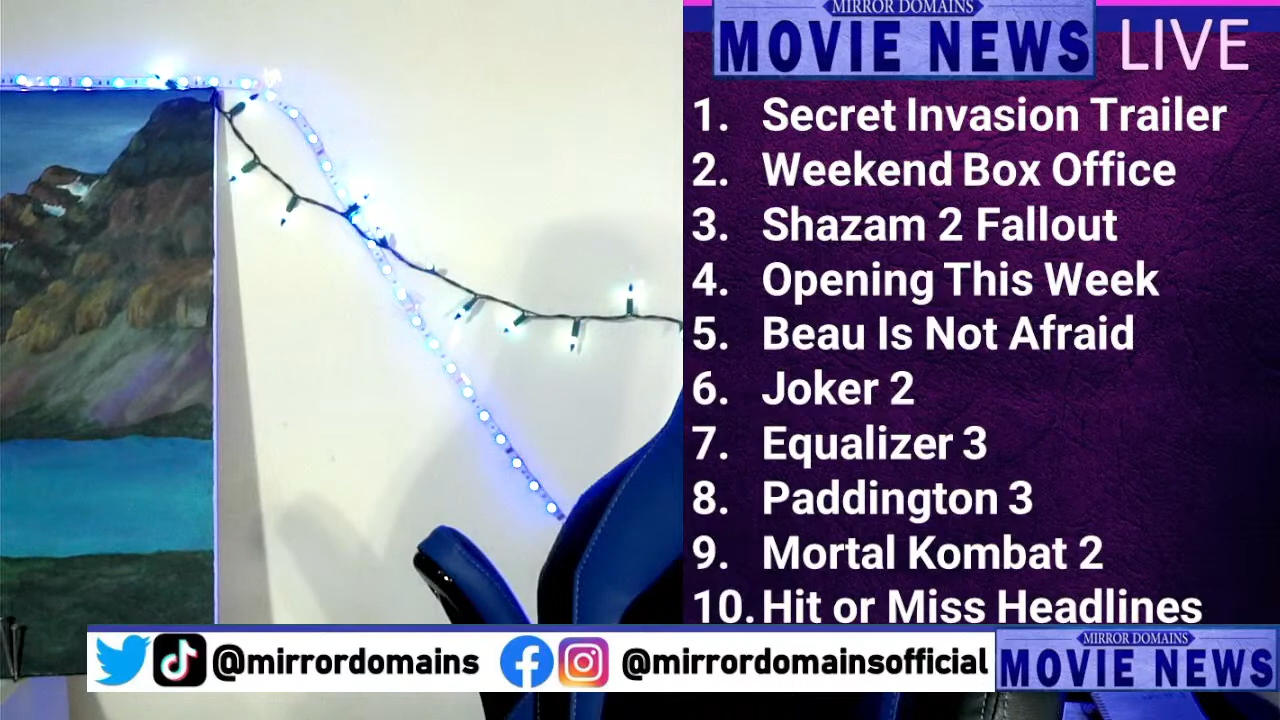 MIRROR DOMAINS
MOVIE NEWS LIVE
1. Secret Invasion Trailer
2. Weekend Box Office
3. Shazam 2 Fallout
4. Opening This Week
5. Beau Is Not Afraid
6. Joker 2
7. Equalizer 3
8. Paddington 3
9. Mortal Kombat 2
10. Hit or Miss Headlines
@mirrordomains @mirrordomainsofficial
MIRROR DOMAINS
MOVIE NEWS